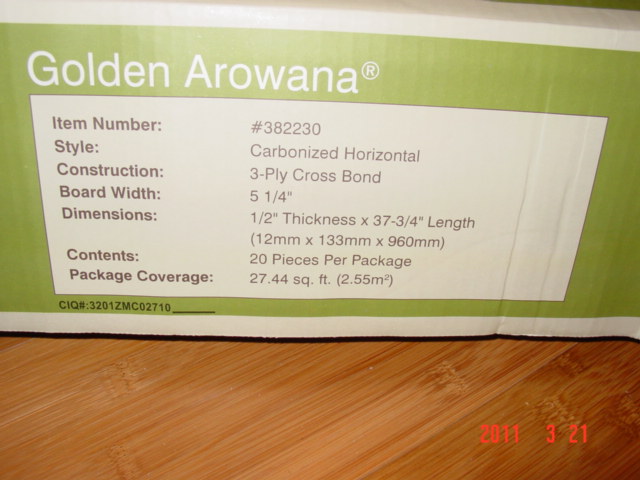 Golden Arowana®
Item Number: #382230
Style: Carbonized Horizontal
Construction: 3-Ply Cross Bond
Board Width: 5 1/4"
Dimensions: 1/2" Thickness x 37-3/4" Length
(12mm x 133mm x 960mm)
Contents: 20 Pieces Per Package
Package Coverage: 27.44 sq. ft. (2.55m²)
CIQ#:3201ZMC02710
2011 3 21